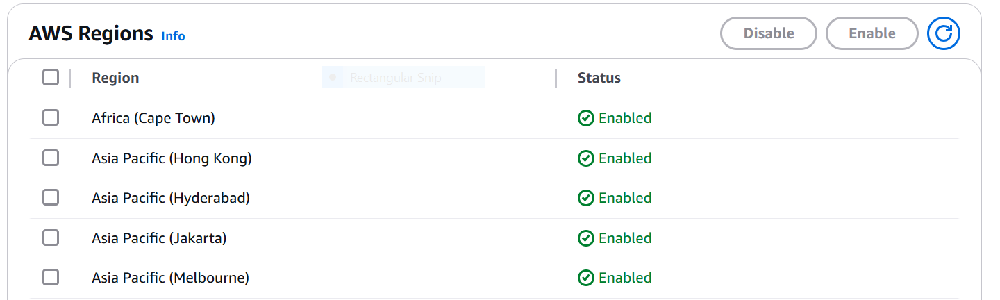 AWS Regions Info Disable Enable
Region Rectangular Snip Status
Africa (Cape Town) Enabled
Asia Pacific (Hong Kong) Enabled
Asia Pacific (Hyderabad) Enabled
Asia Pacific (Jakarta) Enabled
Asia Pacific (Melbourne) Enabled